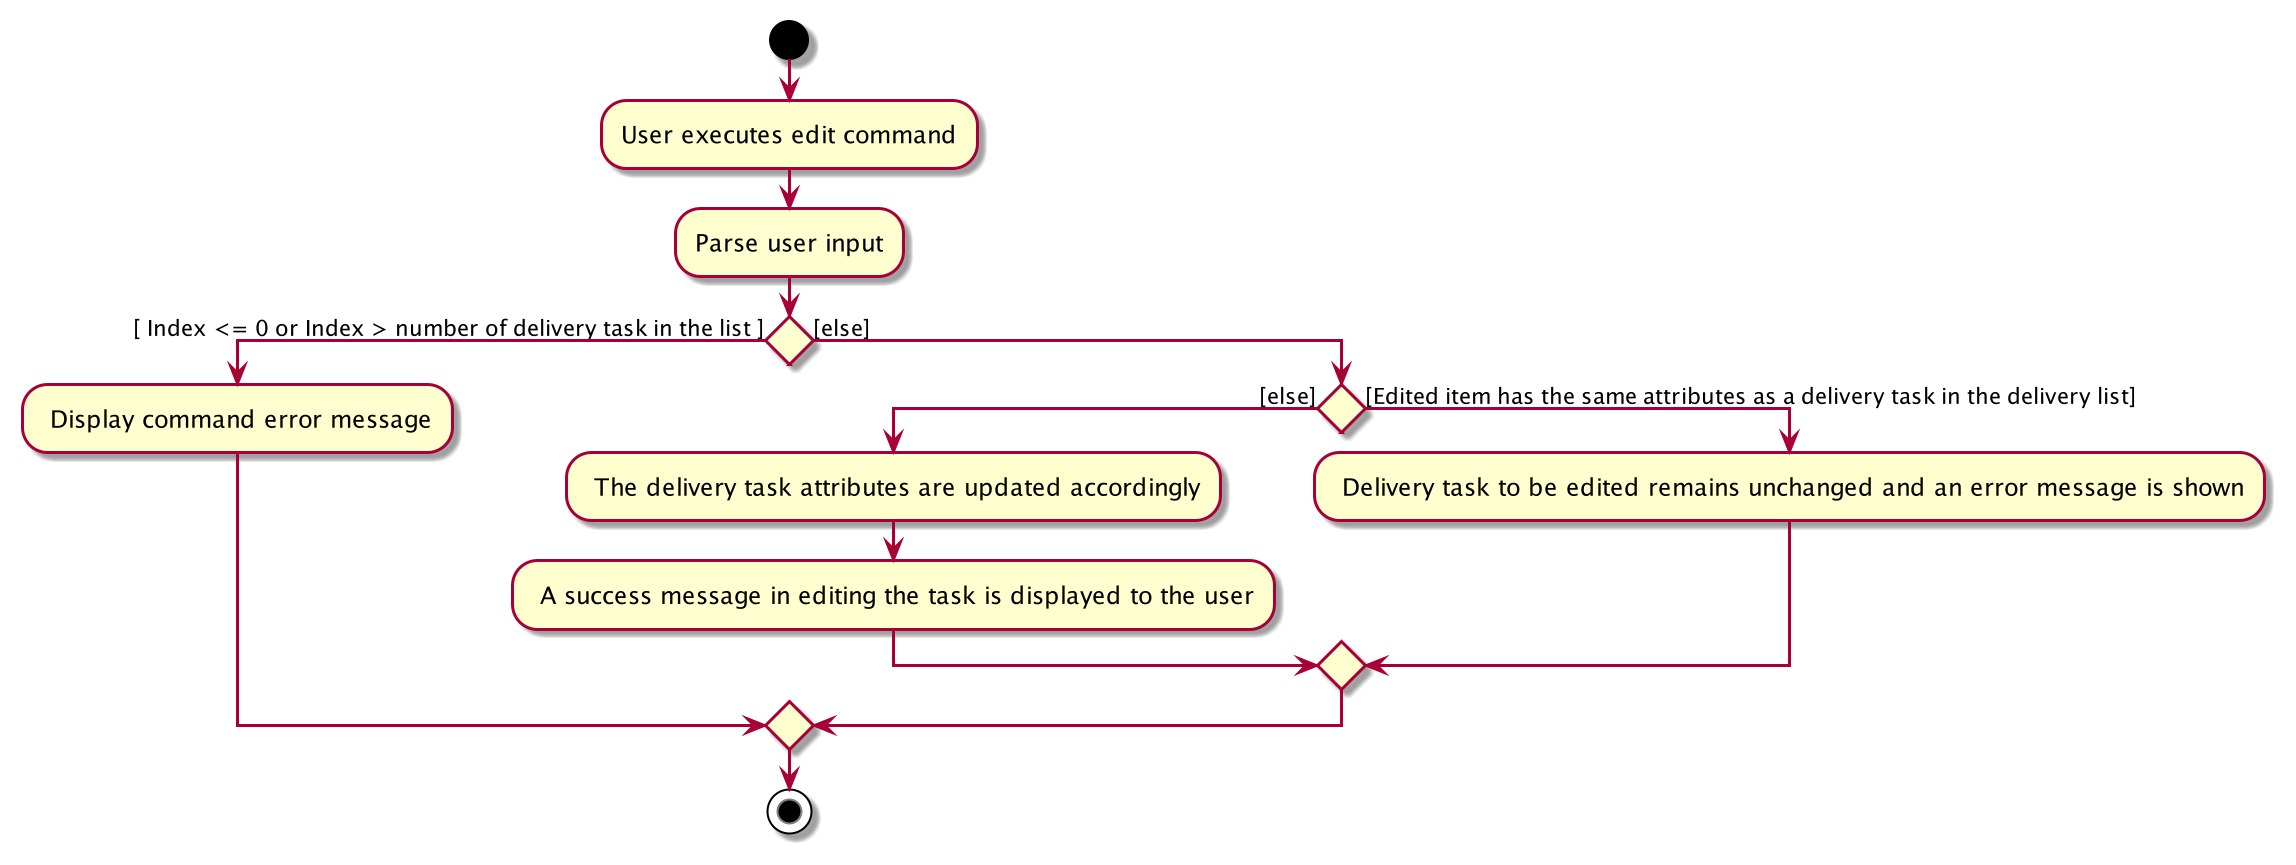 User executes edit command
Parse user input
[ Index <= 0 or Index > number of delivery task in the list ]
[else]
Display command error message
[else]
[Edited item has the same attributes as a delivery task in the delivery list]
The delivery task attributes are updated accordingly
Delivery task to be edited remains unchanged and an error message is shown
A success message in editing the task is displayed to the user